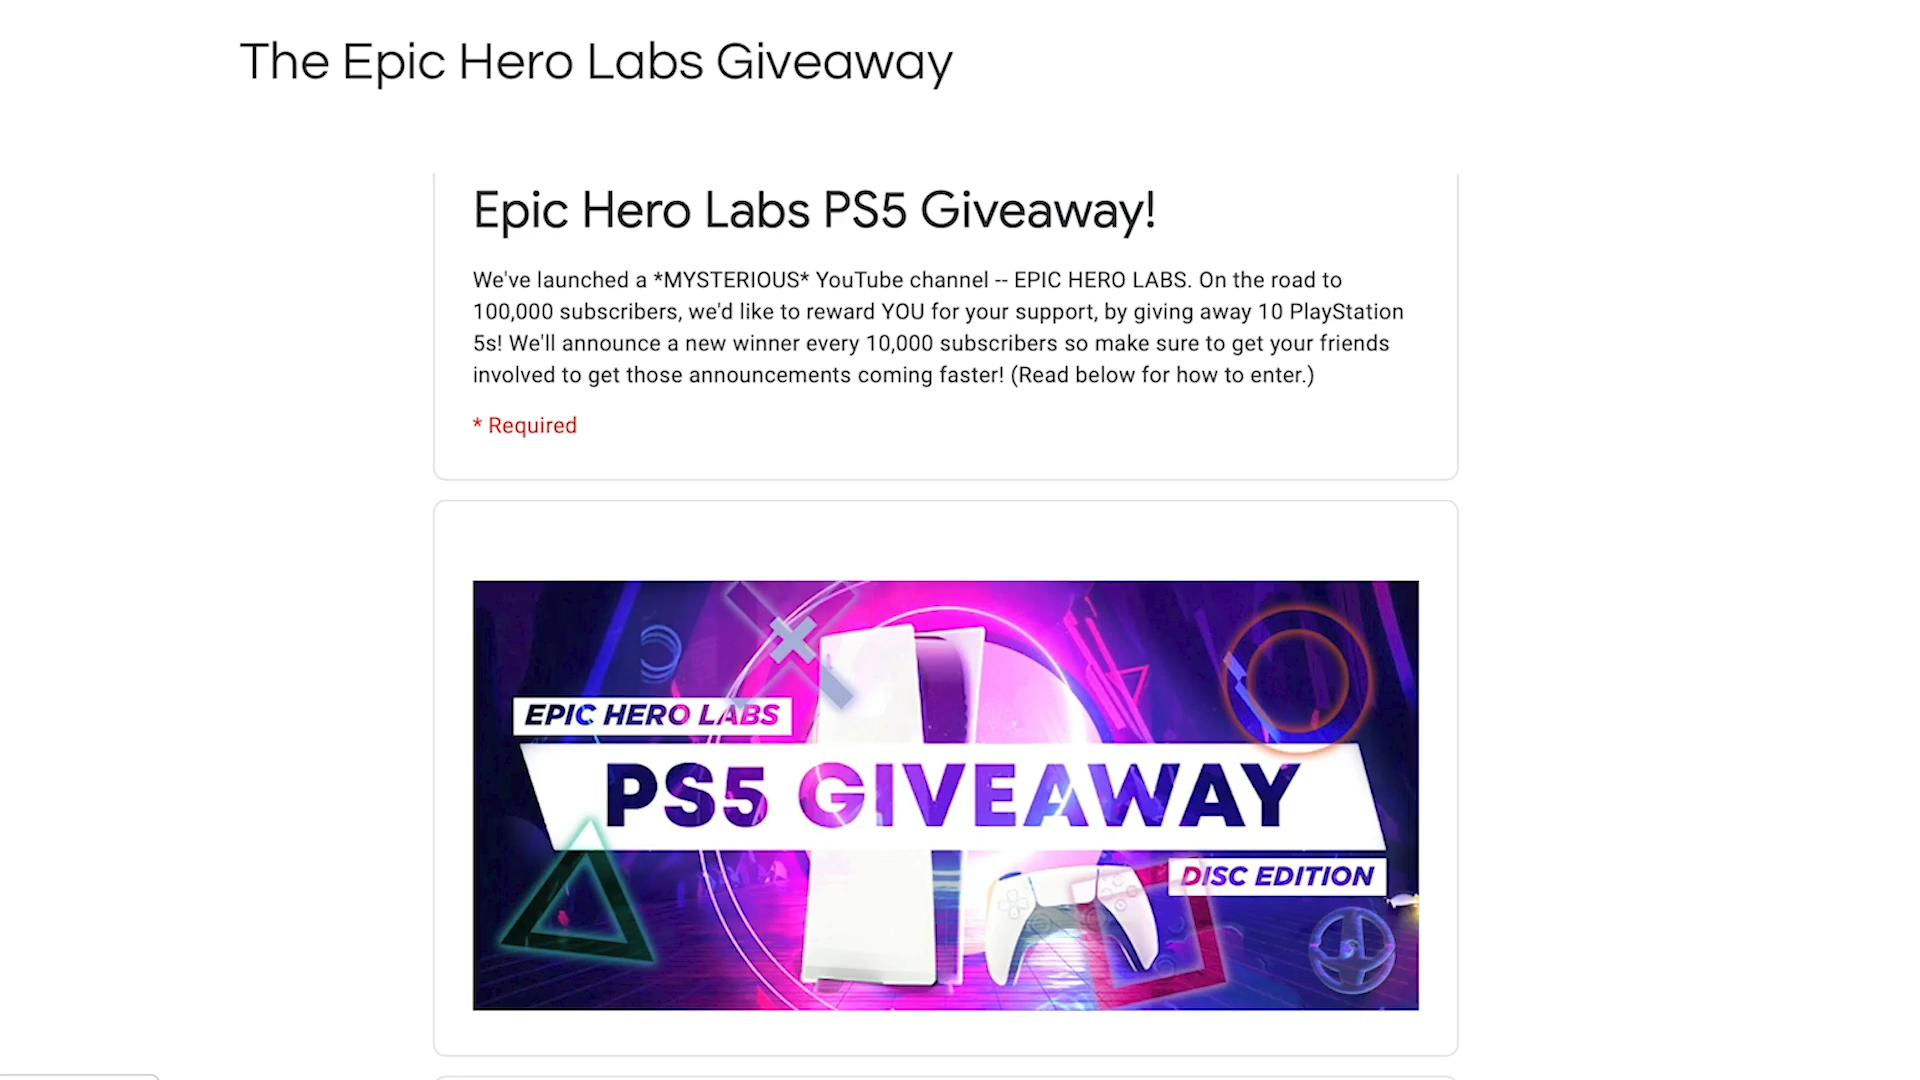 The Epic Hero Labs Giveaway
Epic Hero Labs PS5 Giveaway!
We've launched a *MYSTERIOUS* YouTube channel -- EPIC HERO LABS. On the road to
100,000 subscribers, we'd like to reward YOU for your support, by giving away 10 PlayStation
5s! We'll announce a new winner every 10,000 subscribers so make sure to get your friends
involved to get those announcements coming faster! (Read below for how to enter.)
* Required
EPIC HERO LABS
PS5 GIVEAWAY
DISC EDITION